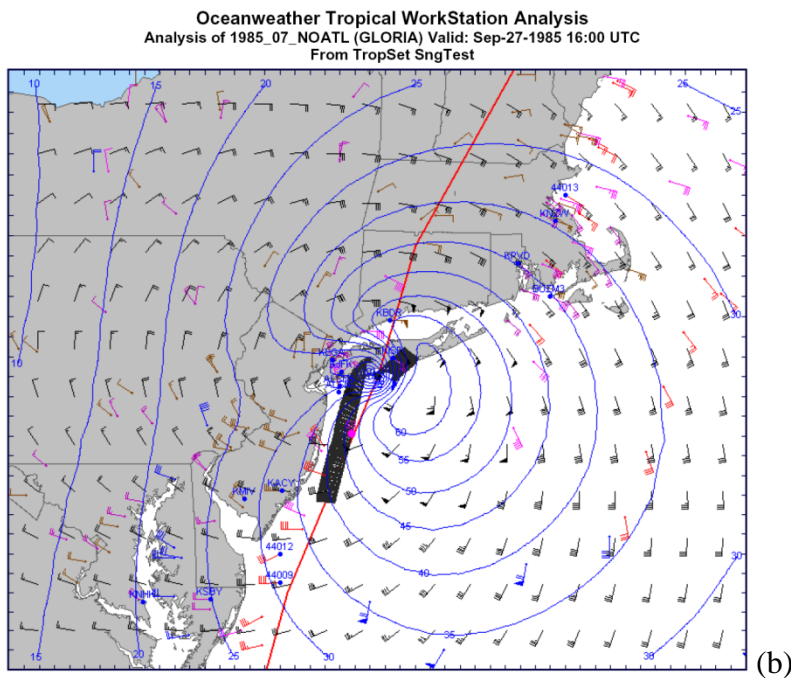 Oceanweather Tropical WorkStation Analysis
Analysis of 1985_07_NOATL (GLORIA) Valid: Sep-27-1985 16:00 UTC
From TropSet SngTest
10
15
20
25
25
44013
KPVD
BUZM3
KBDR
30
10
60
55
50
KACY
KMIV
45
44012
40
30
44009
KNHK
KSBY
35
15
20
25
30
(b)